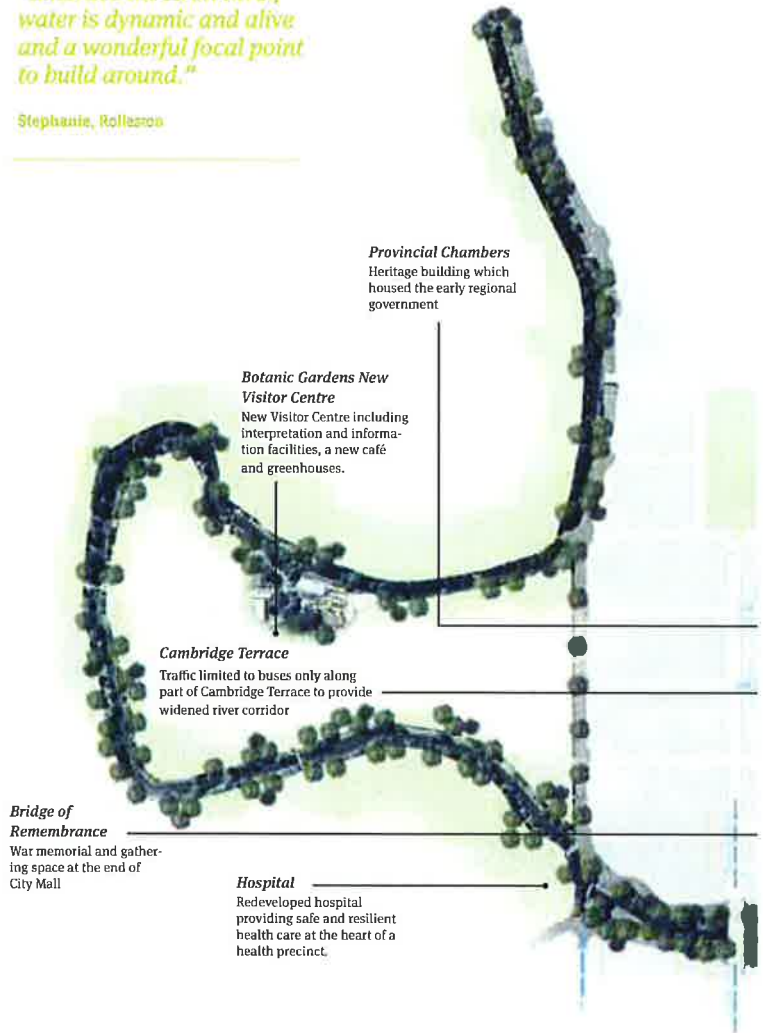 water is dynamic and alive
and a wonderful focal point
to build around."
Stephanie, Rolleston
Provincial Chambers
Heritage building which
housed the early regional
government
Botanic Gardens New
Visitor Centre
New Visitor Centre including
interpretation and informa-
tion facilities, a new café
and greenhouses.
Cambridge Terrace
Traffic limited to buses only along
part of Cambridge Terrace to provide
widened river corridor
Bridge of
Remembrance
War memorial and gather-
ing space at the end of
City Mall
Hospital
Redeveloped hospital
providing safe and resilient
health care at the heart of a
health precinct.